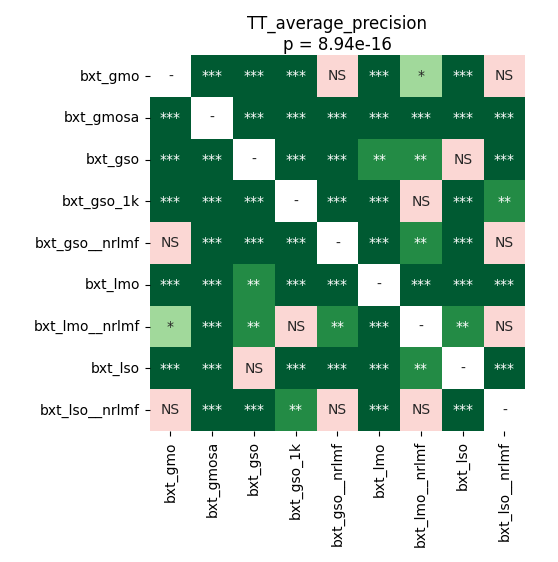 TT_average_precision
p = 8.94e-16
bxt_gmo - *** *** *** NS *** * NS
bxt_gmosa *** - *** *** *** *** *** *** ***
bxt_gso *** *** - *** *** ** ** NS ***
bxt_gso_1k *** *** *** - *** *** NS *** **
bxt_gso__nrlmf NS *** *** *** - *** ** *** NS
bxt_lmo *** *** ** *** *** - *** *** ***
bxt_lmo__nrlmf * *** ** NS ** *** - ** NS
bxt_lso *** *** NS *** *** *** ** - ***
bxt_lso__nrlmf NS *** *** ** NS *** NS *** -
bxt_gmo
bxt_gmosa
bxt_gso
bxt_gso_1k
bxt_gso__nrlmf
bxt_lmo
bxt_lmo__nrlmf
bxt_lso
bxt_lso__nrlmf